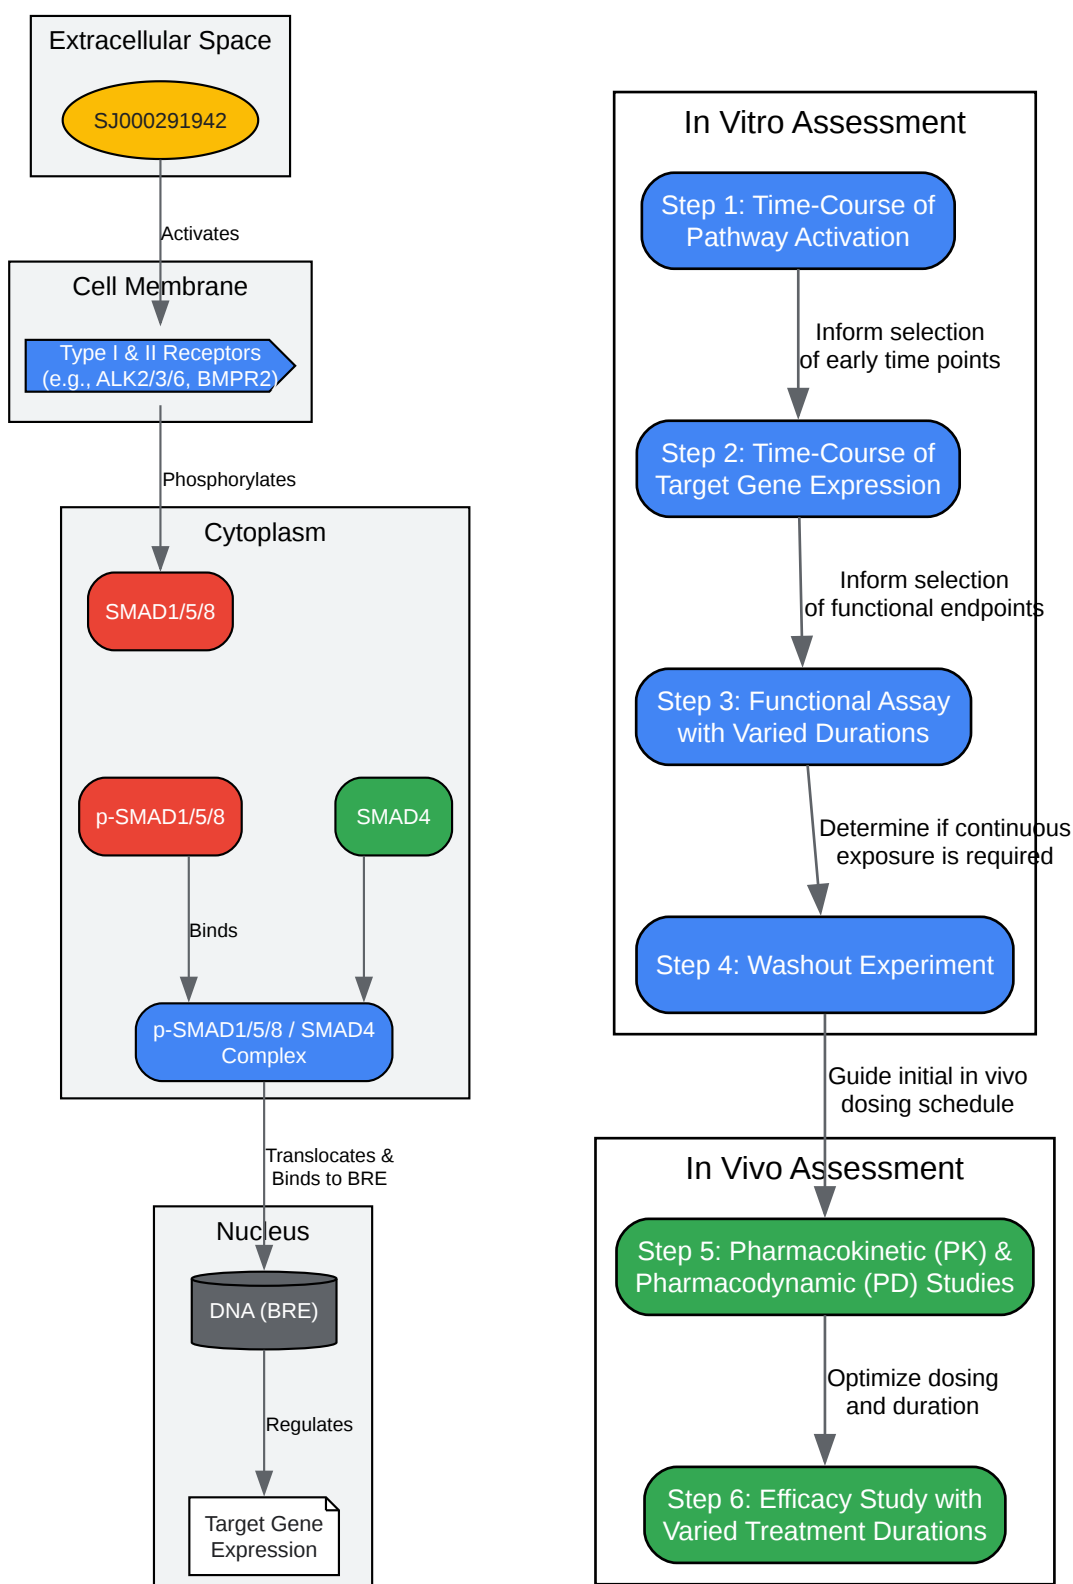 Extracellular Space
SJ000291942
Activates
Cell Membrane
Type I & II Receptors
(e.g., ALK2/3/6, BMPR2)
Phosphorylates
Cytoplasm
SMAD1/5/8
p-SMAD1/5/8
SMAD4
Binds
p-SMAD1/5/8 / SMAD4
Complex
Translocates &
Binds to BRE
Nucleus
DNA (BRE)
Regulates
Target Gene
Expression
In Vitro Assessment
Step 1: Time-Course of
Pathway Activation
Inform selection
of early time points
Step 2: Time-Course of
Target Gene Expression
Inform selection
of functional endpoints
Step 3: Functional Assay
with Varied Durations
Determine if continuous
exposure is required
Step 4: Washout Experiment
Guide initial in vivo
dosing schedule
In Vivo Assessment
Step 5: Pharmacokinetic (PK) &
Pharmacodynamic (PD) Studies
Optimize dosing
and duration
Step 6: Efficacy Study with
Varied Treatment Durations